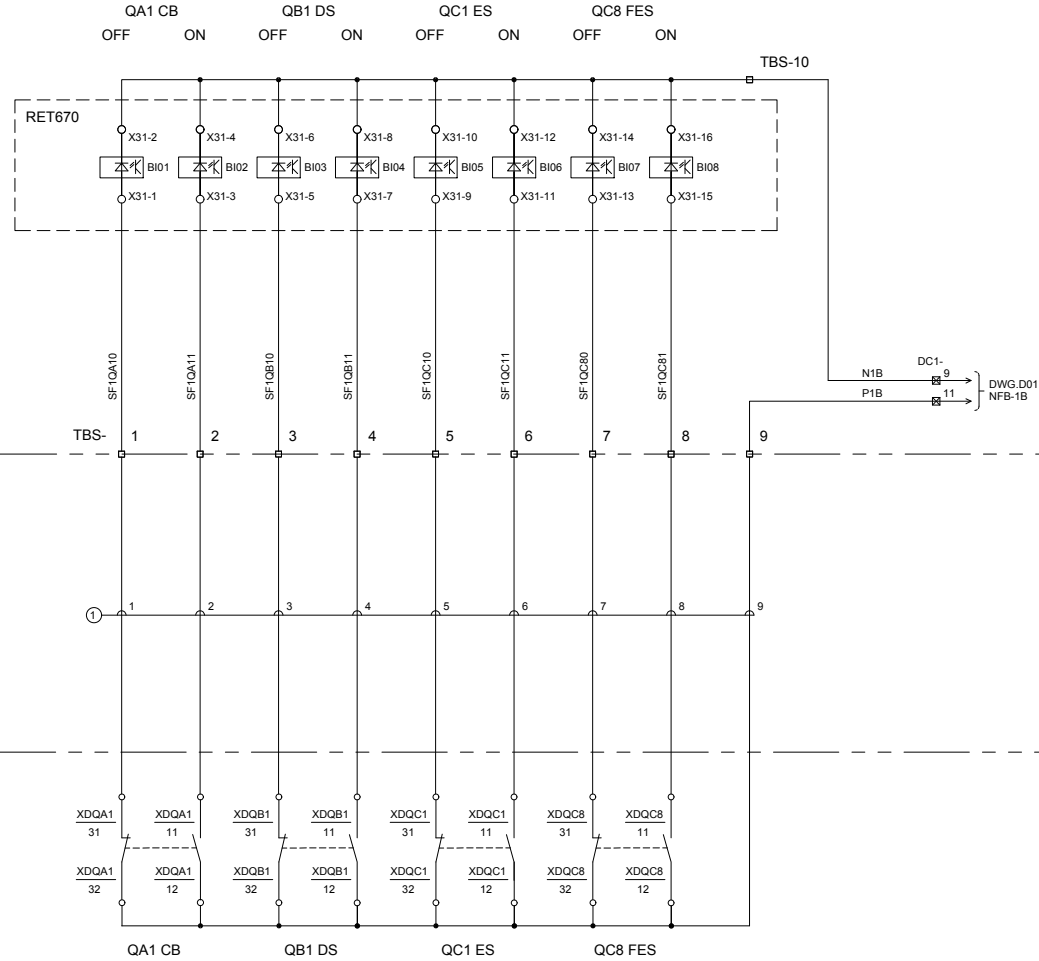 QA1 CB QB1 DS QC1 ES QC8 FES
OFF ON OFF ON OFF ON OFF ON
TBS-10
RET670
X31-2 X31-4 X31-6 X31-8 X31-10 X31-12 X31-14 X31-16
BI01 BI02 BI03 BI04 BI05 BI06 BI07 BI08
X31-1 X31-3 X31-5 X31-7 X31-9 X31-11 X31-13 X31-15
SF1QA10 SF1QA11 SF1QB10 SF1QB11 SF1QC10 SF1QC11 SF1QC80 SF1QC81
DC1-
N1B 9
P1B 11
DWG.D01
NFB-1B
TBS- 1 2 3 4 5 6 7 8 9
1 1 2 3 4 5 6 7 8 9
XDQA1 XDQA1 XDQB1 XDQB1 XDQC1 XDQC1 XDQC8 XDQC8
31 11 31 11 31 11 31 11
XDQA1 XDQA1 XDQB1 XDQB1 XDQC1 XDQC1 XDQC8 XDQC8
32 12 32 12 32 12 32 12
QA1 CB QB1 DS QC1 ES QC8 FES